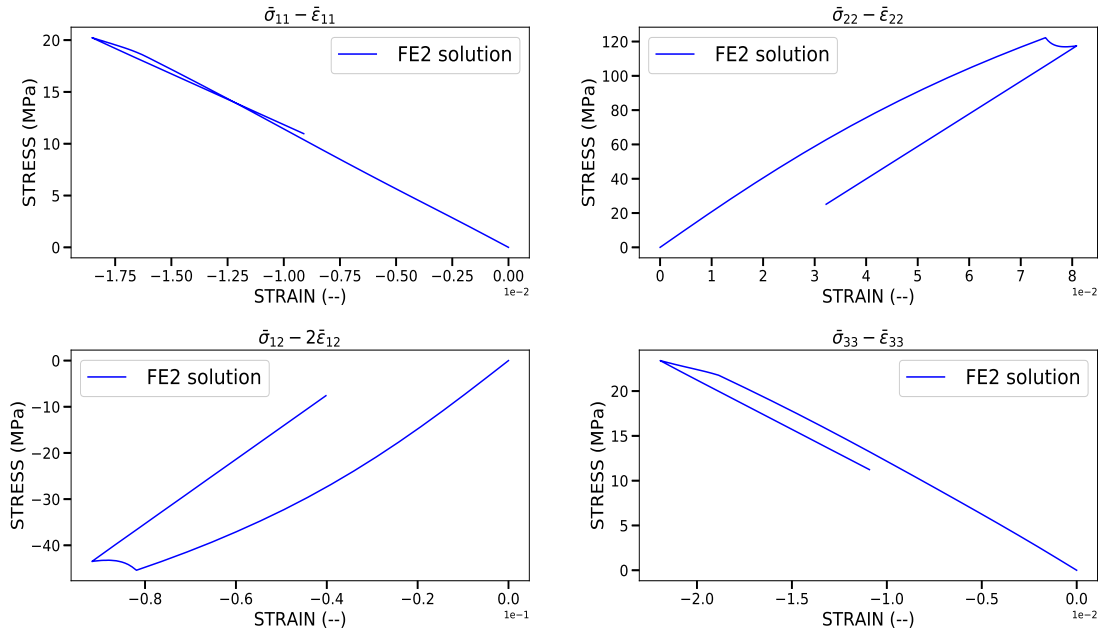 σ̄₁₁ − ε̄₁₁
STRESS (MPa)
20
15
10
5
0
FE2 solution
−1.75 −1.50 −1.25 −1.00 −0.75 −0.50 −0.25 0.00
1e−2
STRAIN (--)
σ̄₂₂ − ε̄₂₂
STRESS (MPa)
120
100
80
60
40
20
0
FE2 solution
0 1 2 3 4 5 6 7 8
1e−2
STRAIN (--)
σ̄₁₂ − 2ε̄₁₂
STRESS (MPa)
0
−10
−20
−30
−40
FE2 solution
−0.8 −0.6 −0.4 −0.2 0.0
1e−1
STRAIN (--)
σ̄₃₃ − ε̄₃₃
STRESS (MPa)
20
15
10
5
0
FE2 solution
−2.0 −1.5 −1.0 −0.5 0.0
1e−2
STRAIN (--)